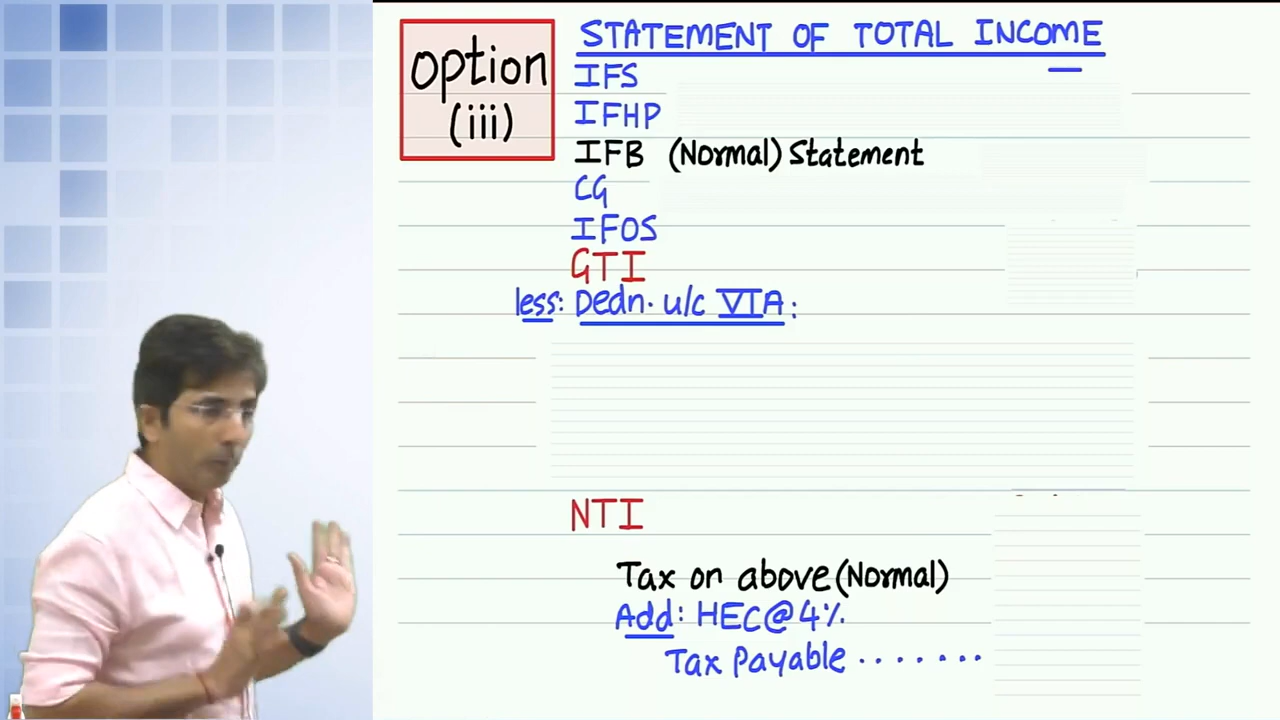 option
(iii)
STATEMENT OF TOTAL INCOME
IFS
IFHP
IFB (Normal) Statement
CG
IFOS
GTI
less: Dedn. u/c VIA:
NTI
Tax on above (Normal)
Add: HEC@4%
Tax Payable ........